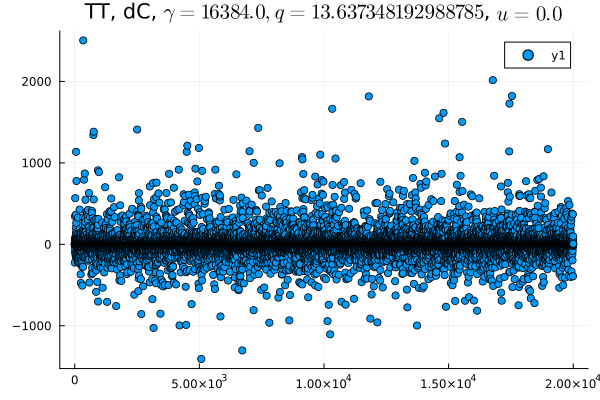 TT, dC, γ = 16384.0, q = 13.637348192988785, u = 0.0
y1
2000
1000
0
−1000
0 5.00×10³ 1.00×10⁴ 1.50×10⁴ 2.00×10⁴